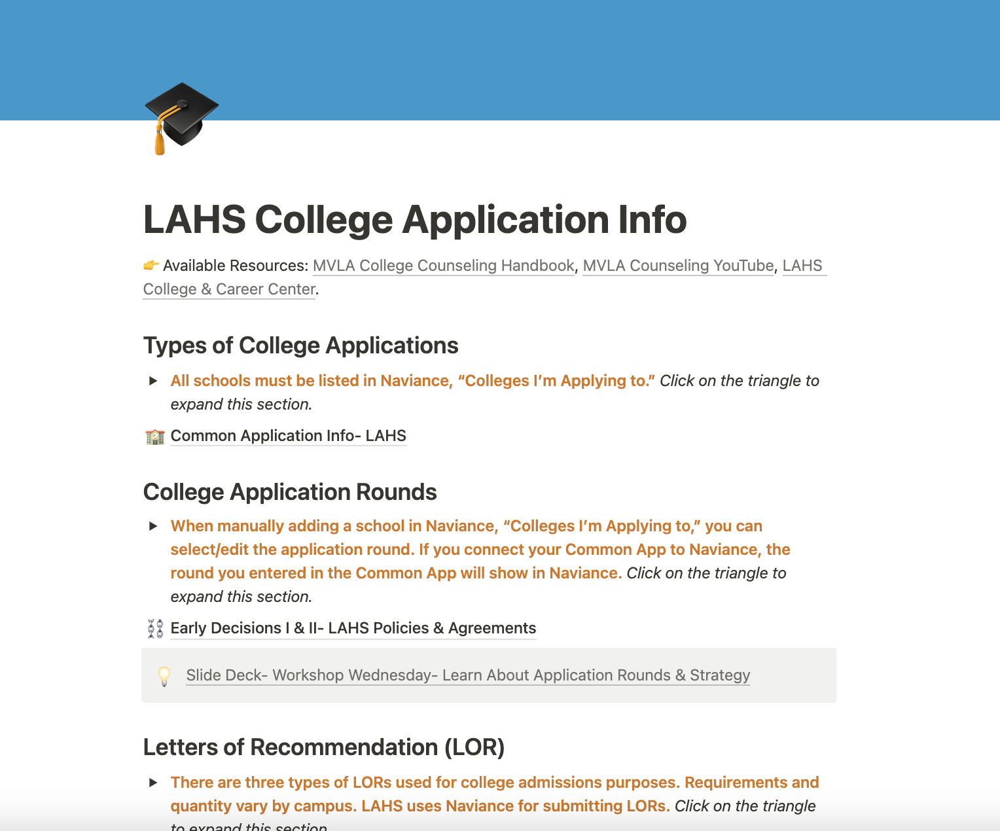 LAHS College Application Info
👉 Available Resources: MVLA College Counseling Handbook, MVLA Counseling YouTube, LAHS
College & Career Center.
Types of College Applications
All schools must be listed in Naviance, “Colleges I’m Applying to.” Click on the triangle to
expand this section.
Common Application Info- LAHS
College Application Rounds
When manually adding a school in Naviance, “Colleges I’m Applying to,” you can
select/edit the application round. If you connect your Common App to Naviance, the
round you entered in the Common App will show in Naviance. Click on the triangle to
expand this section.
Early Decisions I & II- LAHS Policies & Agreements
Slide Deck- Workshop Wednesday- Learn About Application Rounds & Strategy
Letters of Recommendation (LOR)
There are three types of LORs used for college admissions purposes. Requirements and
quantity vary by campus. LAHS uses Naviance for submitting LORs. Click on the triangle
to expand this section.